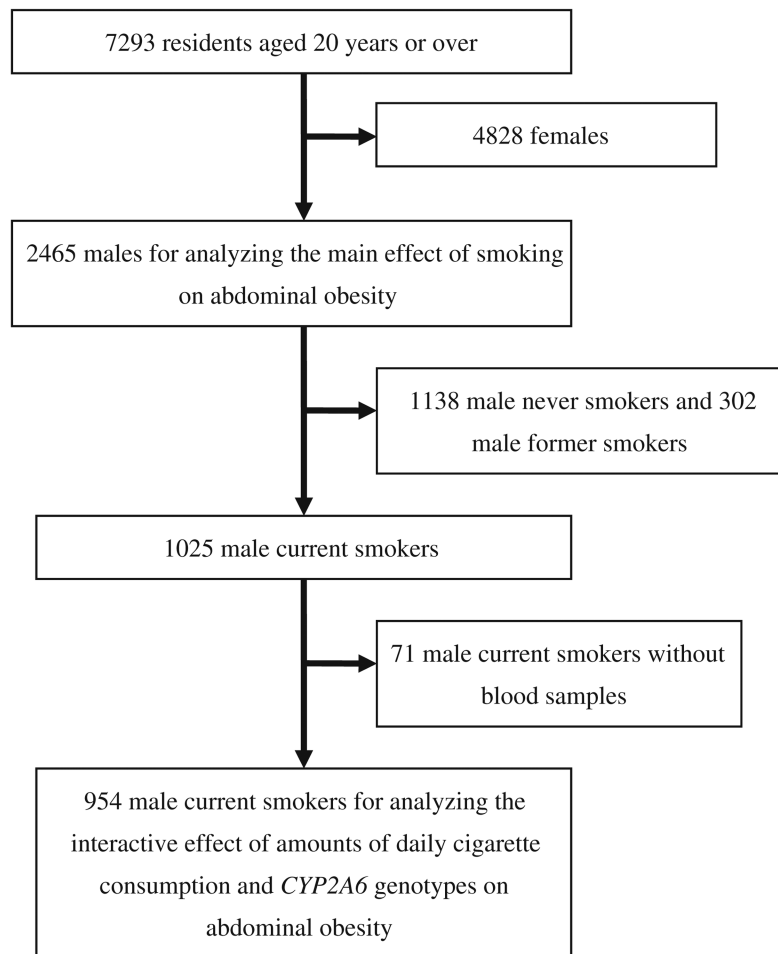 7293 residents aged 20 years or over
4828 females
2465 males for analyzing the main effect of smoking
on abdominal obesity
1138 male never smokers and 302
male former smokers
1025 male current smokers
71 male current smokers without
blood samples
954 male current smokers for analyzing the
interactive effect of amounts of daily cigarette
consumption and CYP2A6 genotypes on
abdominal obesity